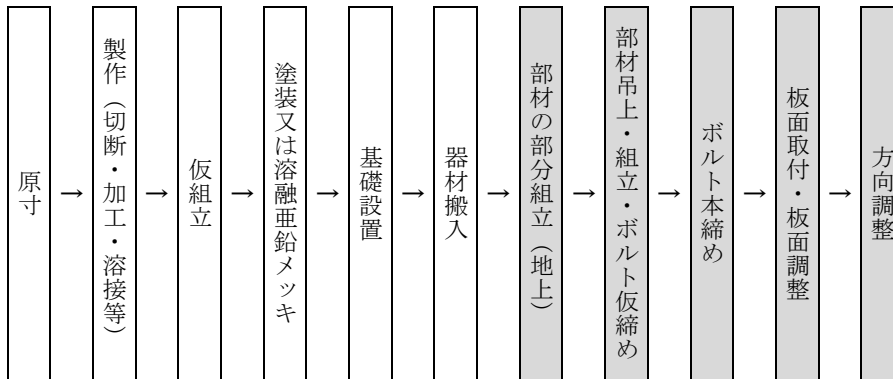 原寸
→
製作（切断・加工・溶接等）
→
仮組立
→
塗装又は溶融亜鉛メッキ
→
基礎設置
→
器材搬入
→
部材の部分組立（地上）
→
部材吊上・組立・ボルト仮締め
→
ボルト本締め
→
板面取付・板面調整
→
方向調整